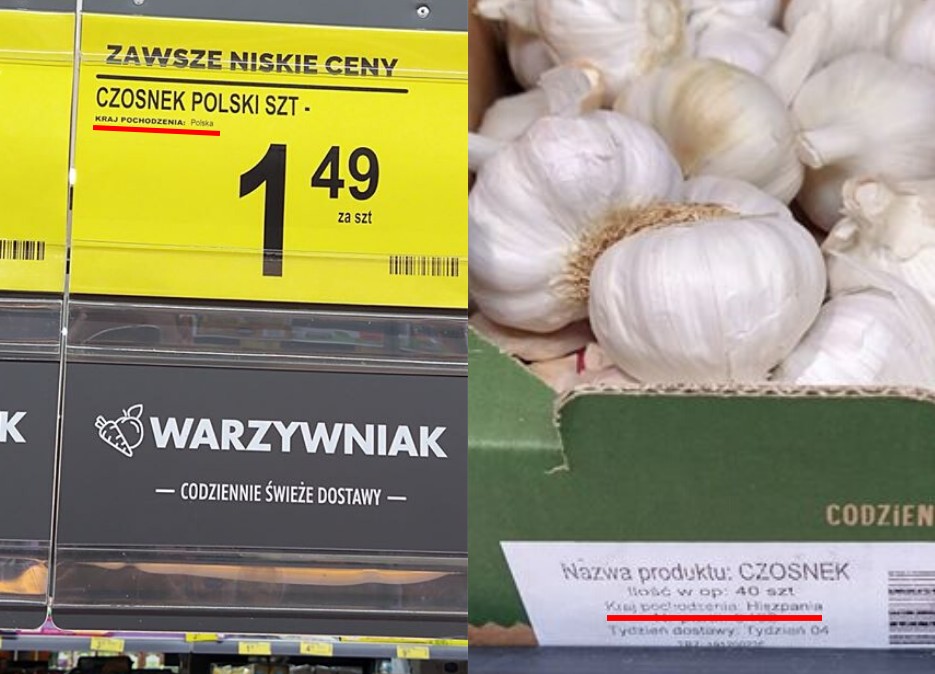 ZAWSZE NISKIE CENY
CZOSNEK POLSKI SZT -
KRAJ POCHODZENIA: Polska
1 49
za szt
K
WARZYWNIAK
— CODZIENNIE ŚWIEŻE DOSTAWY —
CODZIEN
Nazwa produktu: CZOSNEK
Ilość w op: 40 szt
Kraj pochodzenia: Hiszpania
Tydzień dostawy: Tydzień 04